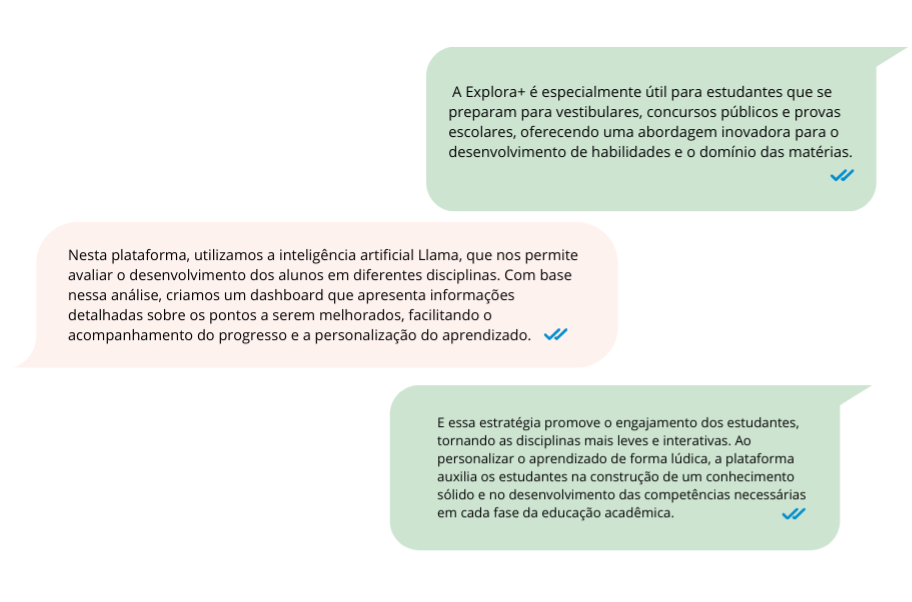 A Explora+ é especialmente útil para estudantes que se
preparam para vestibulares, concursos públicos e provas
escolares, oferecendo uma abordagem inovadora para o
desenvolvimento de habilidades e o domínio das matérias.
Nesta plataforma, utilizamos a inteligência artificial Llama, que nos permite
avaliar o desenvolvimento dos alunos em diferentes disciplinas. Com base
nessa análise, criamos um dashboard que apresenta informações
detalhadas sobre os pontos a serem melhorados, facilitando o
acompanhamento do progresso e a personalização do aprendizado.
E essa estratégia promove o engajamento dos estudantes,
tornando as disciplinas mais leves e interativas. Ao
personalizar o aprendizado de forma lúdica, a plataforma
auxilia os estudantes na construção de um conhecimento
sólido e no desenvolvimento das competências necessárias
em cada fase da educação acadêmica.